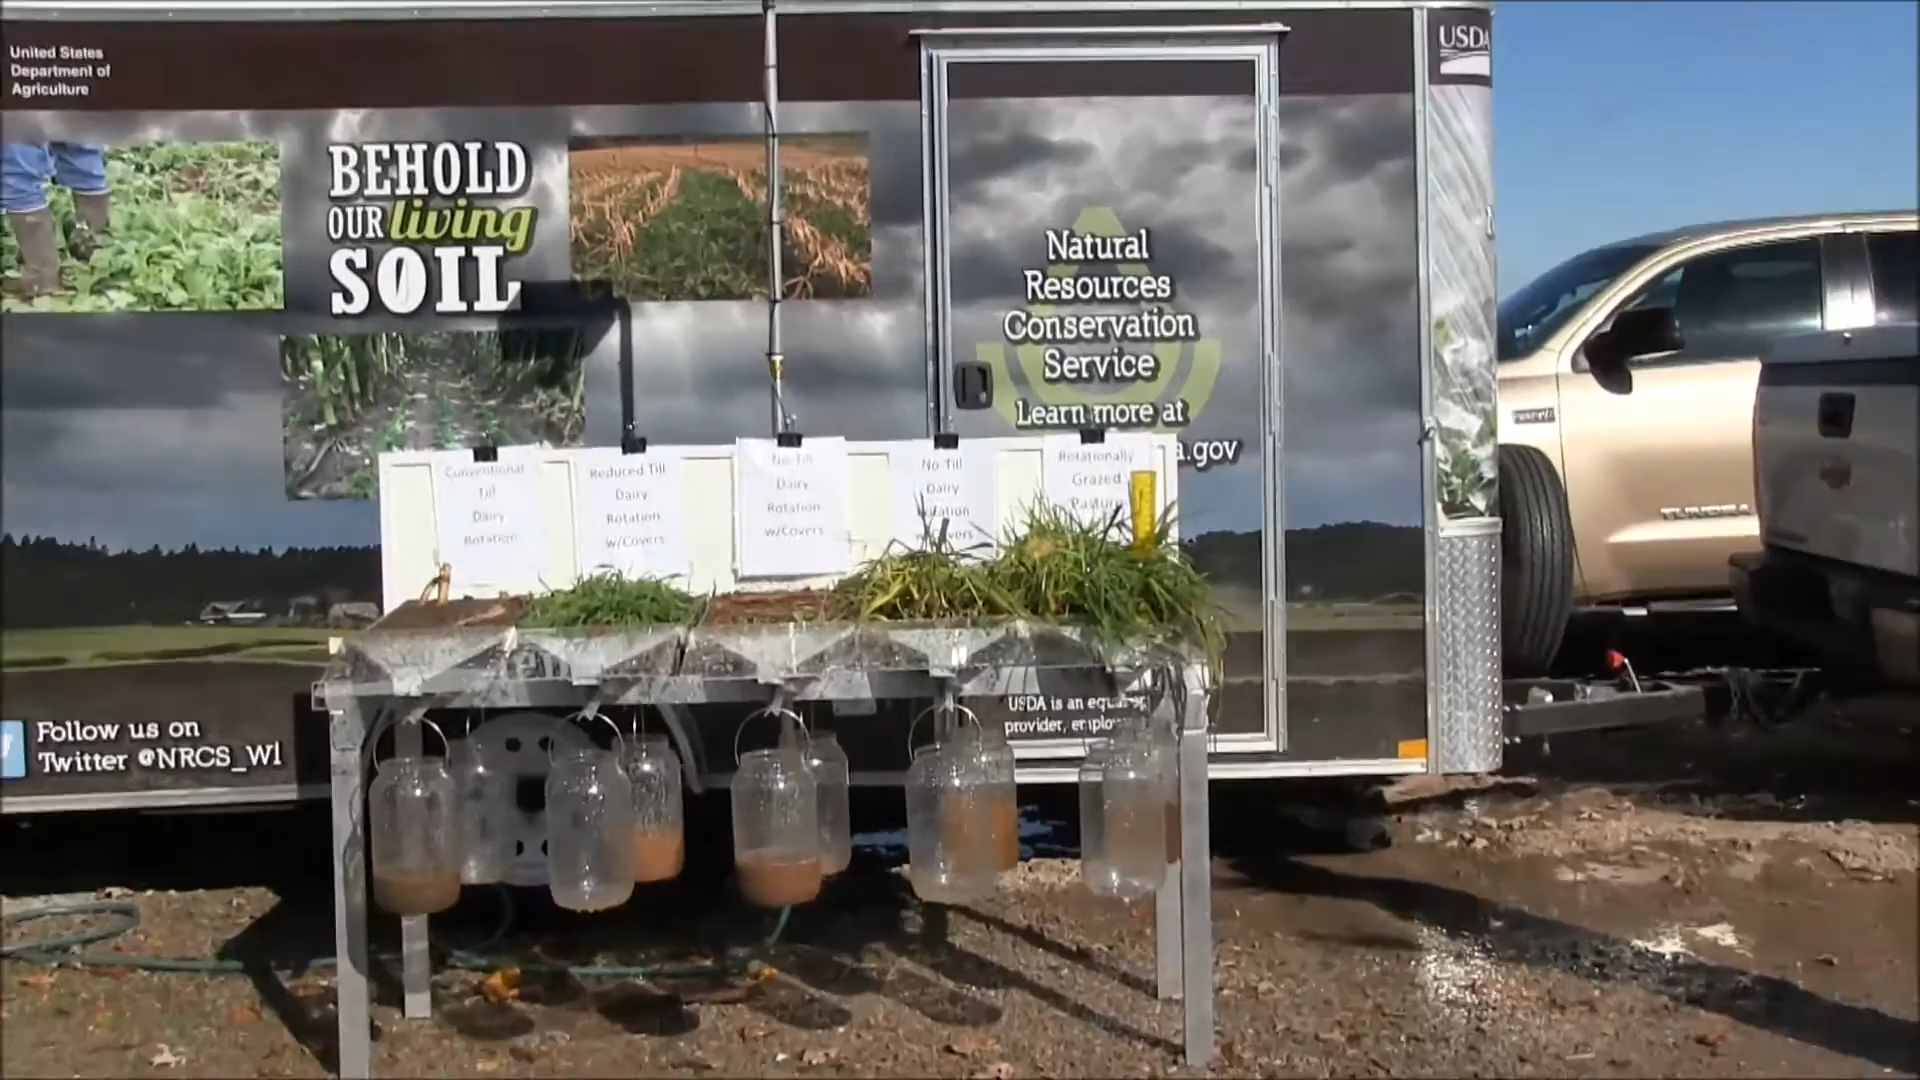 United States
Department of
Agriculture
USDA
BEHOLD
OUR living
SOIL
Natural
Resources
Conservation
Service
Learn more at
a.gov
Conventional
Till
Dairy
Rotation
Reduced Till
Dairy
Rotation
w/Covers
No-Till
Dairy
Rotation
w/Covers
No-Till
Dairy
Rotation
Rotationally
Grazed
Pasture
TUNDRA
USDA is an equal
provider,
Follow us on
Twitter @NRCS_WI